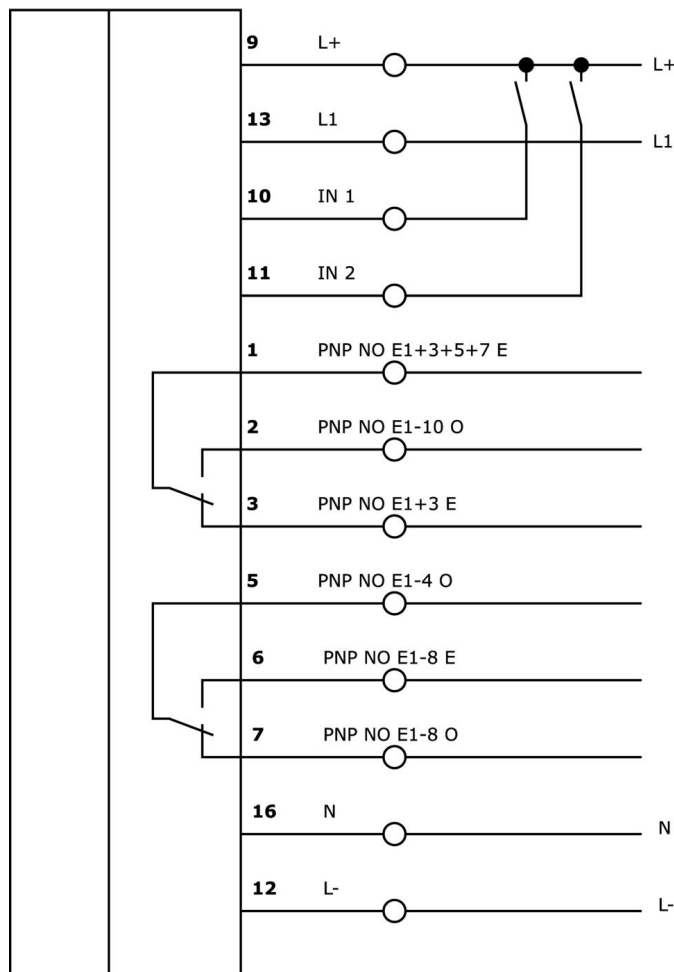 9 L+
L+
13 L1
L1
10 IN 1
11 IN 2
1 PNP NO E1+3+5+7 E
2 PNP NO E1-10 O
3 PNP NO E1+3 E
5 PNP NO E1-4 O
6 PNP NO E1-8 E
7 PNP NO E1-8 O
16 N
N
12 L-
L-